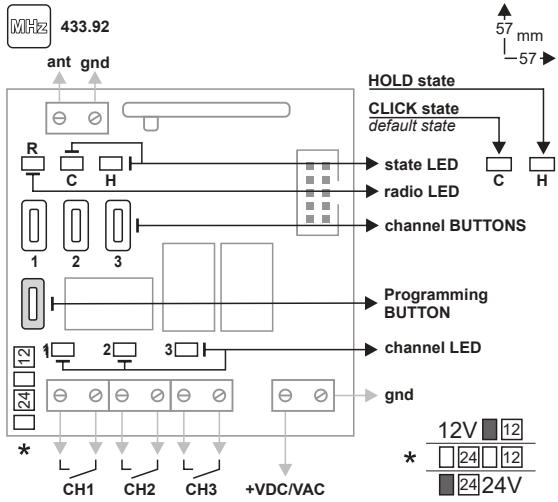 MHz 433.92
57 mm
57
ant gnd
HOLD state
CLICK state
default state
R
C H
state LED
C H
radio LED
channel BUTTONS
1 2 3
Programming
BUTTON
1 2 3
channel LED
12
24
gnd
*
CH1 CH2 CH3 +VDC/VAC
12V 12
* 24 12
24 24V